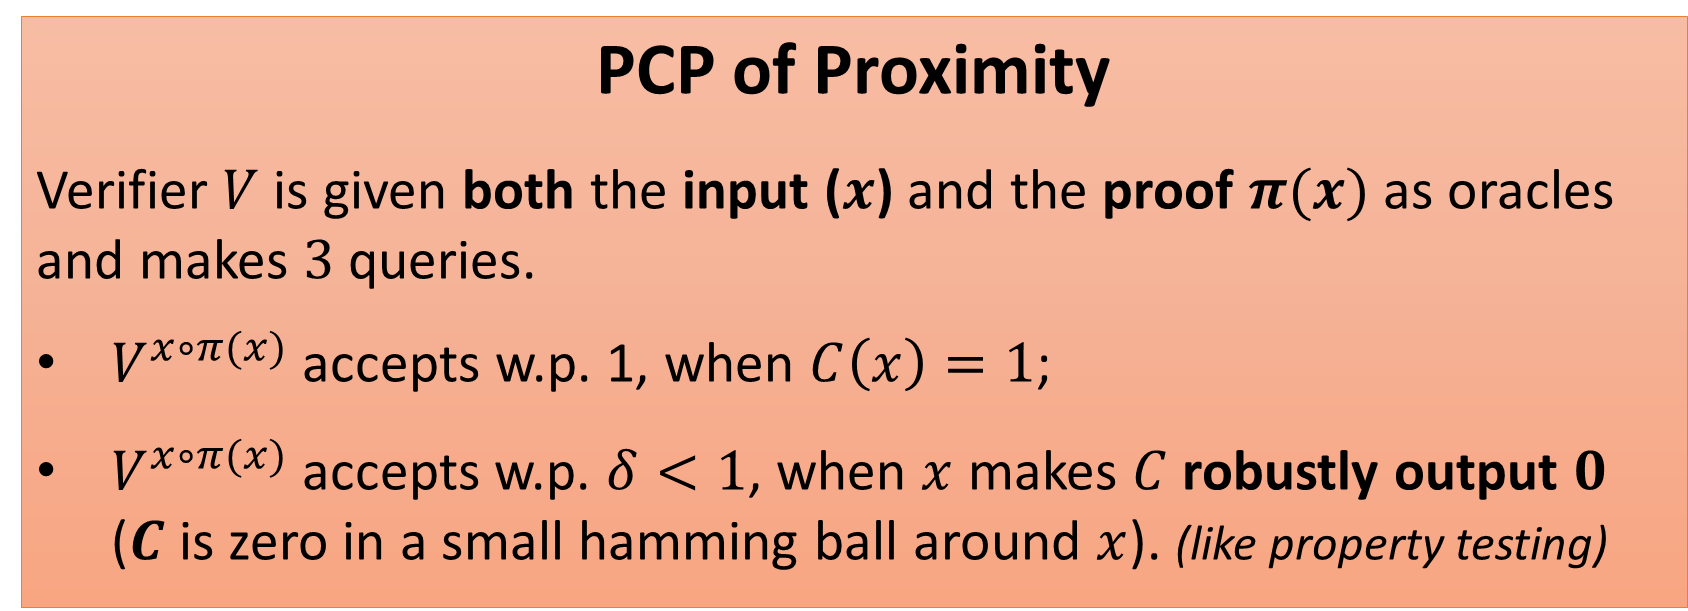 PCP of Proximity
Verifier 𝑉 is given both the input (𝒙) and the proof 𝝅(𝒙) as oracles
and makes 3 queries.
• 𝑉^{𝑥∘𝜋(𝑥)} accepts w.p. 1, when 𝐶(𝑥) = 1;
• 𝑉^{𝑥∘𝜋(𝑥)} accepts w.p. 𝛿 < 1, when 𝑥 makes 𝐶 robustly output 0
(𝑪 is zero in a small hamming ball around 𝑥). (like property testing)